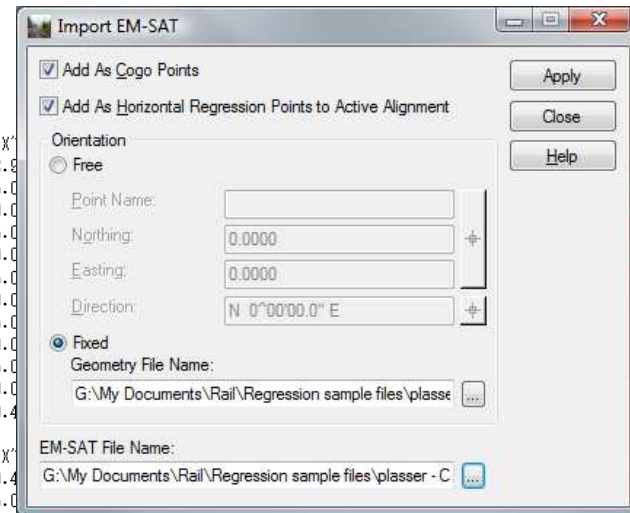 Import EM-SAT
Add As Cogo Points
Add As Horizontal Regression Points to Active Alignment
Apply
Close
Help
Orientation
Free
Point Name:
Northing:
0.0000
Easting:
0.0000
Direction:
N 0^00'00.0" E
Fixed
Geometry File Name:
G:\My Documents\Rail\Regression sample files\plasse
...
EM-SAT File Name:
G:\My Documents\Rail\Regression sample files\plasser - C
...